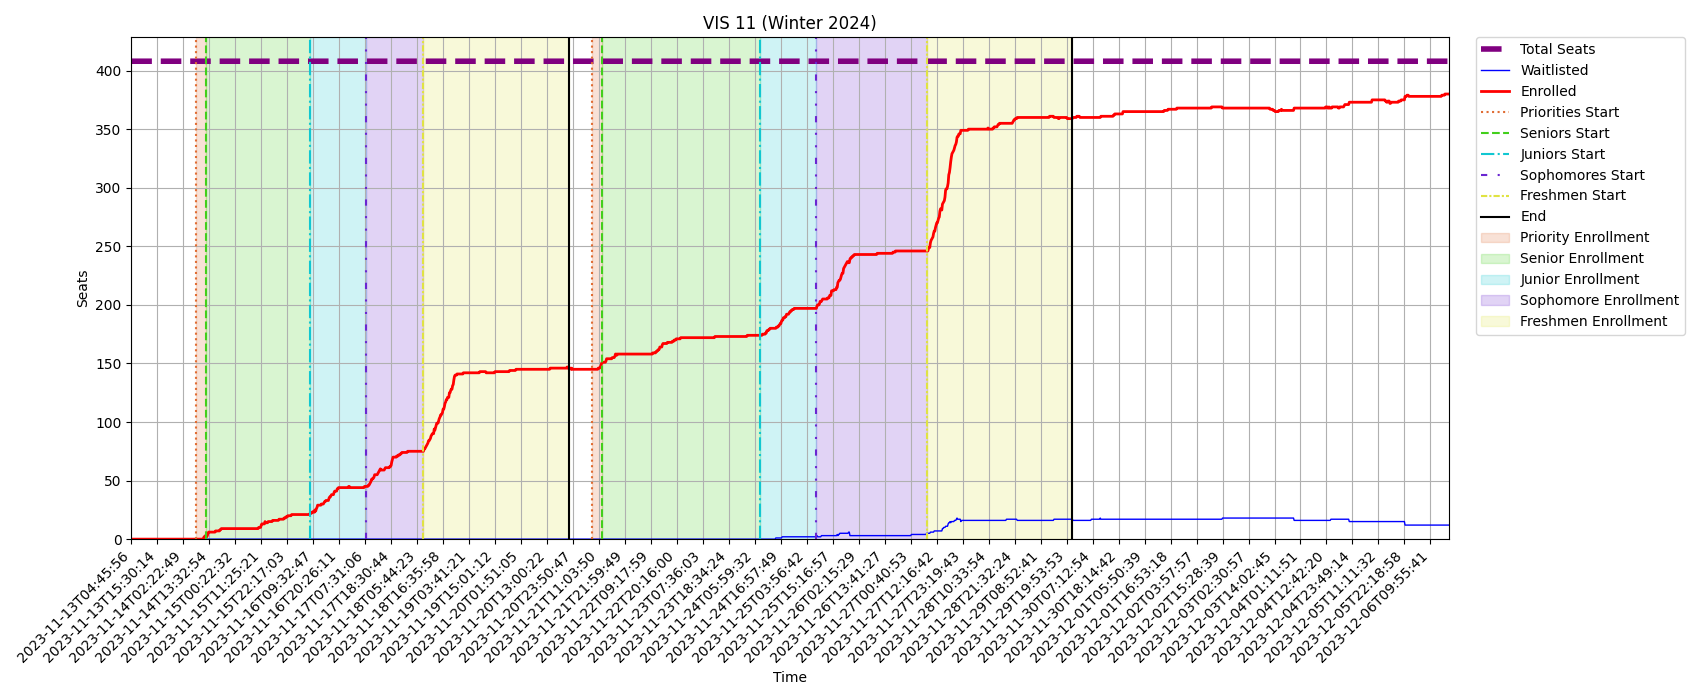 VIS 11 (Winter 2024)
Seats
400
350
300
250
200
150
100
50
0
2023-11-13T04:45:56
2023-11-13T15:30:14
2023-11-14T02:22:49
2023-11-14T13:32:54
2023-11-15T00:22:32
2023-11-15T11:25:21
2023-11-15T22:17:03
2023-11-16T09:32:47
2023-11-16T20:26:11
2023-11-17T07:31:06
2023-11-17T18:30:44
2023-11-18T05:44:23
2023-11-18T16:35:58
2023-11-19T03:41:21
2023-11-19T15:01:12
2023-11-20T01:51:05
2023-11-20T13:00:22
2023-11-20T23:50:47
2023-11-21T11:03:50
2023-11-21T21:59:49
2023-11-22T09:17:59
2023-11-22T20:16:00
2023-11-23T07:36:03
2023-11-23T18:34:24
2023-11-24T05:59:32
2023-11-24T16:57:49
2023-11-25T03:56:42
2023-11-25T15:16:57
2023-11-26T02:15:29
2023-11-26T13:41:27
2023-11-27T00:40:53
2023-11-27T12:16:42
2023-11-27T23:19:43
2023-11-28T10:33:54
2023-11-28T21:32:24
2023-11-29T08:52:41
2023-11-29T19:53:53
2023-11-30T07:12:54
2023-11-30T18:14:42
2023-12-01T05:50:39
2023-12-01T16:53:18
2023-12-02T03:57:57
2023-12-02T15:28:39
2023-12-03T02:30:57
2023-12-03T14:02:45
2023-12-04T01:11:51
2023-12-04T12:42:20
2023-12-04T23:49:14
2023-12-05T11:11:32
2023-12-05T22:18:58
2023-12-06T09:55:41
Time
Total Seats
Waitlisted
Enrolled
Priorities Start
Seniors Start
Juniors Start
Sophomores Start
Freshmen Start
End
Priority Enrollment
Senior Enrollment
Junior Enrollment
Sophomore Enrollment
Freshmen Enrollment